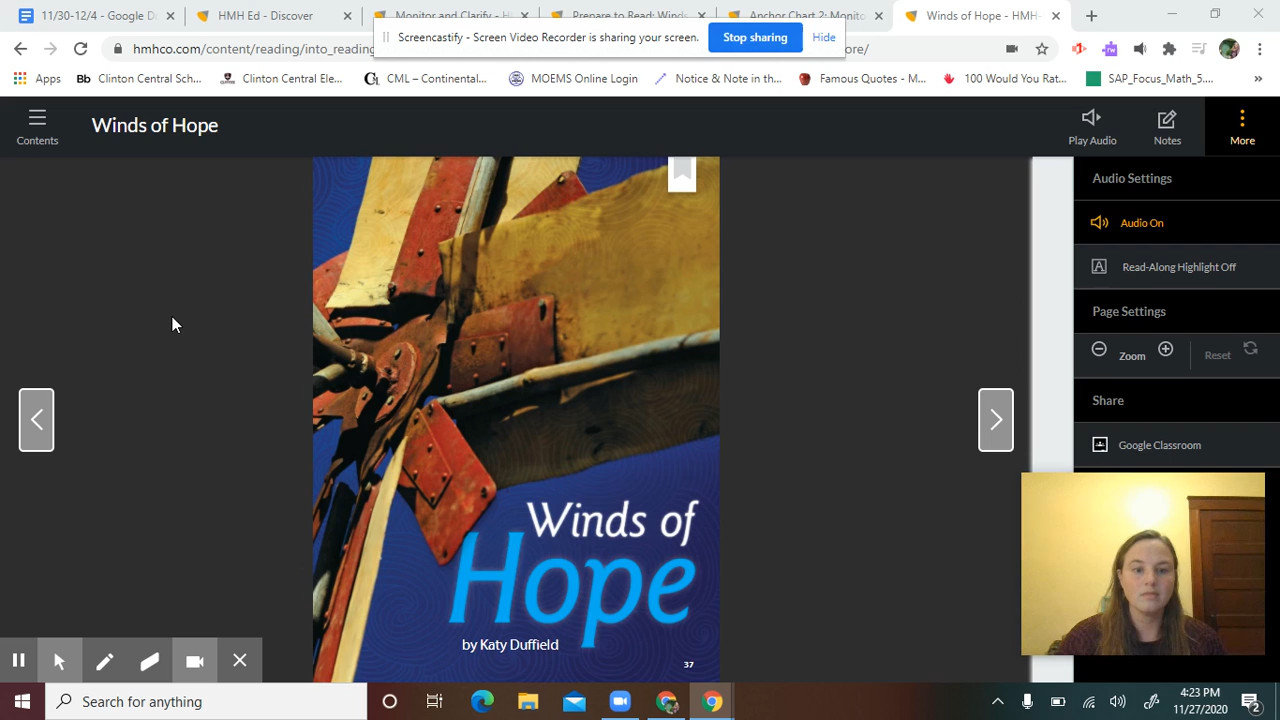 11/30-12/4 - Google D
HMH Ed - Discover
Monitor and Clarify - H
Prepare to Read: Winds
Anchor Chart 2: Monito
Winds of Hope - HMH-
hmhco.com/content/reading/into_reading
ore/
Screencastify - Screen Video Recorder is sharing your screen.
Stop sharing
Hide
Apps
Bb Clinton Central Sch...
Clinton Central Ele...
CML – Continental...
MOEMS Online Login
Notice & Note in th...
Famous Quotes - M...
100 Would You Rat...
SAP_Focus_Math_5....
»
Contents
Winds of Hope
Play Audio
Notes
More
Audio Settings
Audio On
Read-Along Highlight Off
Page Settings
Zoom
Reset
Share
Google Classroom
Winds of
Hope
by Katy Duffield
37
Search for anything
4:23 PM
11/27/2020
2